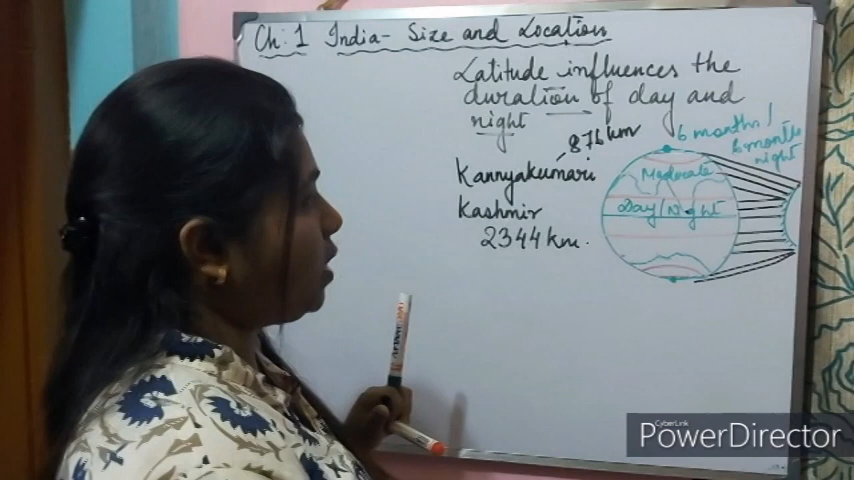 Ch: 1 India- Size and Location
Latitude influences the
duration of day and
night
876 km
Kannyakumari
Kashmir
2344 km.
6 months /
6 months
night
Moderate
Day/Night
CyberLink
PowerDirector